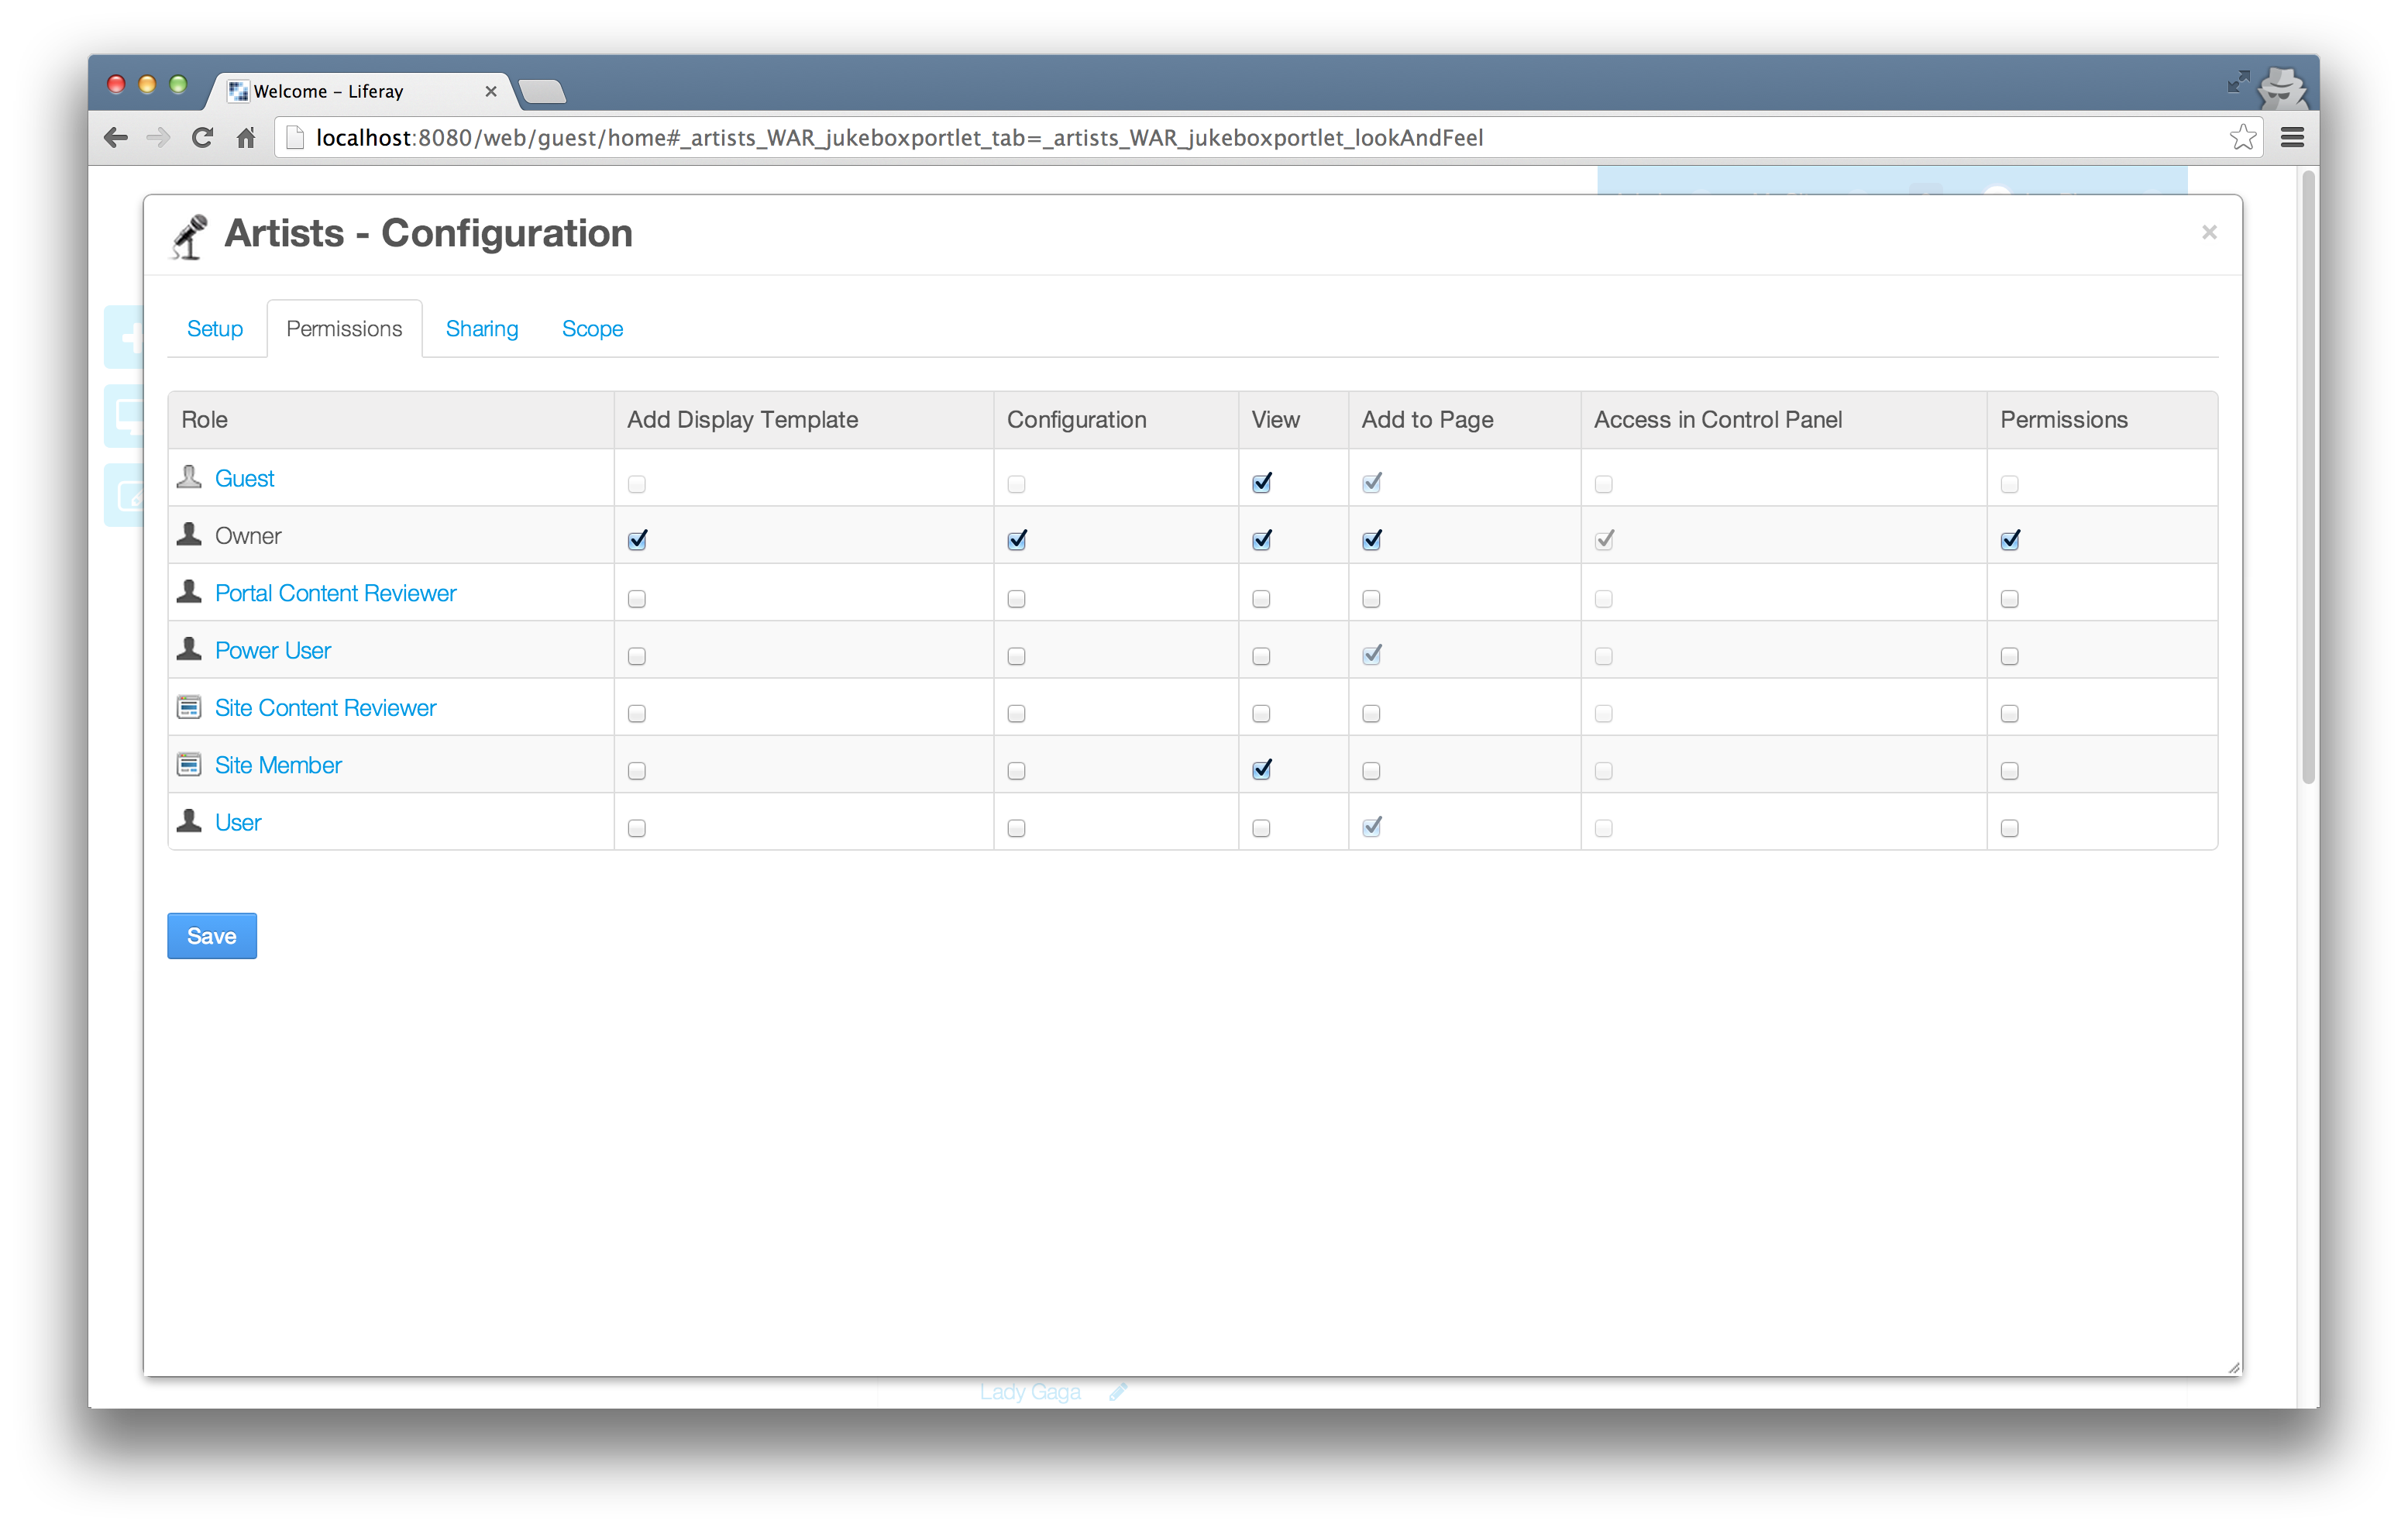 Welcome – Liferay
localhost:8080/web/guest/home#_artists_WAR_jukeboxportlet_tab=_artists_WAR_jukeboxportlet_lookAndFeel
Artists - Configuration
Setup Permissions Sharing Scope
Role Add Display Template Configuration View Add to Page Access in Control Panel Permissions
Guest
Owner
Portal Content Reviewer
Power User
Site Content Reviewer
Site Member
User
Save
Lady Gaga